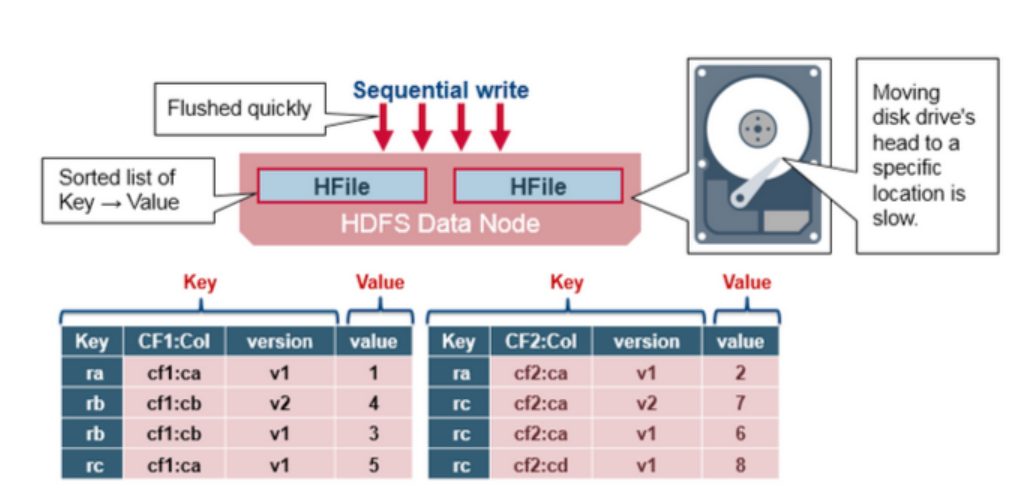 Sequential write
Flushed quickly
Moving
disk drive's
head to a
specific
location is
slow.
Sorted list of
Key → Value
HFile HFile
HDFS Data Node
Key Value Key Value
Key CF1:Col version value Key CF2:Col version value
ra cf1:ca v1 1 ra cf2:ca v1 2
rb cf1:cb v2 4 rc cf2:ca v2 7
rb cf1:cb v1 3 rc cf2:ca v1 6
rc cf1:ca v1 5 rc cf2:cd v1 8